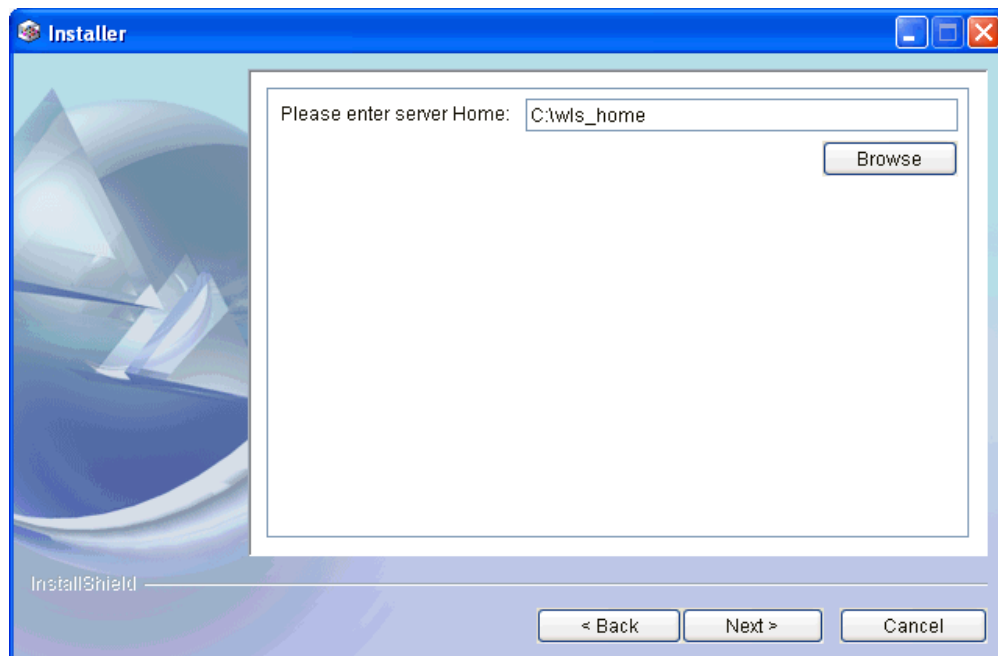 Installer
Please enter server Home: C:\wls_home
Browse
InstallShield
< Back Next > Cancel